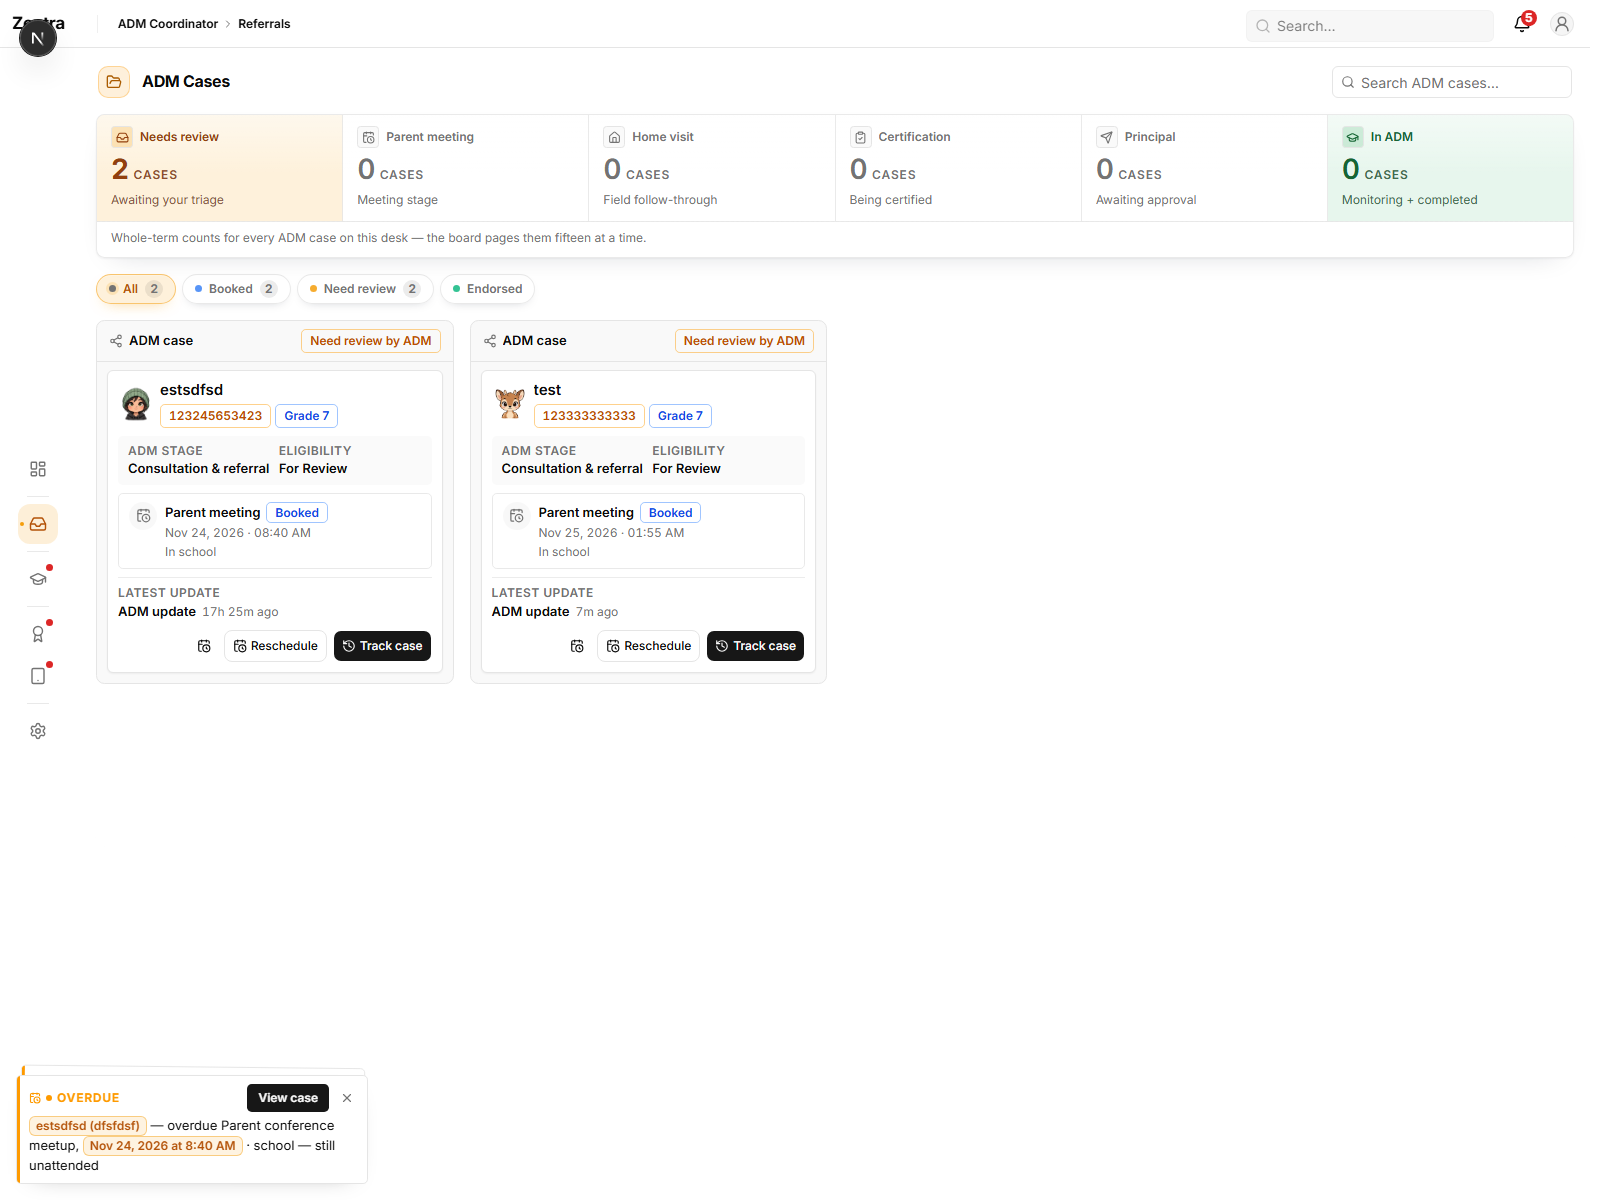 ADM Coordinator > Referrals
Search...
5
N
ADM Cases
Search ADM cases...
Needs review
2 CASES
Awaiting your triage
Parent meeting
0 CASES
Meeting stage
Home visit
0 CASES
Field follow-through
Certification
0 CASES
Being certified
Principal
0 CASES
Awaiting approval
In ADM
0 CASES
Monitoring + completed
Whole-term counts for every ADM case on this desk — the board pages them fifteen at a time.
All 2
Booked 2
Need review 2
Endorsed
ADM case
Need review by ADM
estsdfsd
123245653423
Grade 7
ADM STAGE
ELIGIBILITY
Consultation & referral
For Review
Parent meeting
Booked
Nov 24, 2026 · 08:40 AM
In school
LATEST UPDATE
ADM update 17h 25m ago
Reschedule
Track case
ADM case
Need review by ADM
test
123333333333
Grade 7
ADM STAGE
ELIGIBILITY
Consultation & referral
For Review
Parent meeting
Booked
Nov 25, 2026 · 01:55 AM
In school
LATEST UPDATE
ADM update 7m ago
Reschedule
Track case
OVERDUE
View case
estsdfsd (dfsfdsf) — overdue Parent conference
meetup, Nov 24, 2026 at 8:40 AM · school — still
unattended